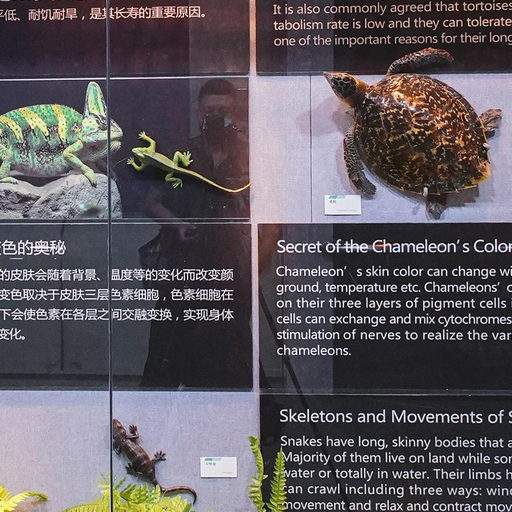 平低、耐饥耐旱，是其长寿的重要原因。
It is also commonly agreed that tortoises
tabolism rate is low and they can tolerate
one of the important reasons for their long
色的奥秘
的皮肤会随着背景、温度等的变化而改变颜
变色取决于皮肤三层色素细胞，色素细胞在
下会使色素在各层之间交融变换，实现身体
变化。
Secret of the Chameleon's Color
Chameleon's skin color can change wi
ground, temperature etc. Chameleons' c
on their three layers of pigment cells i
cells can exchange and mix cytochromes
stimulation of nerves to realize the var
chameleons.
Skeletons and Movements of S
Snakes have long, skinny bodies that a
Majority of them live on land while som
water or totally in water. Their limbs h
can crawl including three ways: wind
movement and relax and contract mov